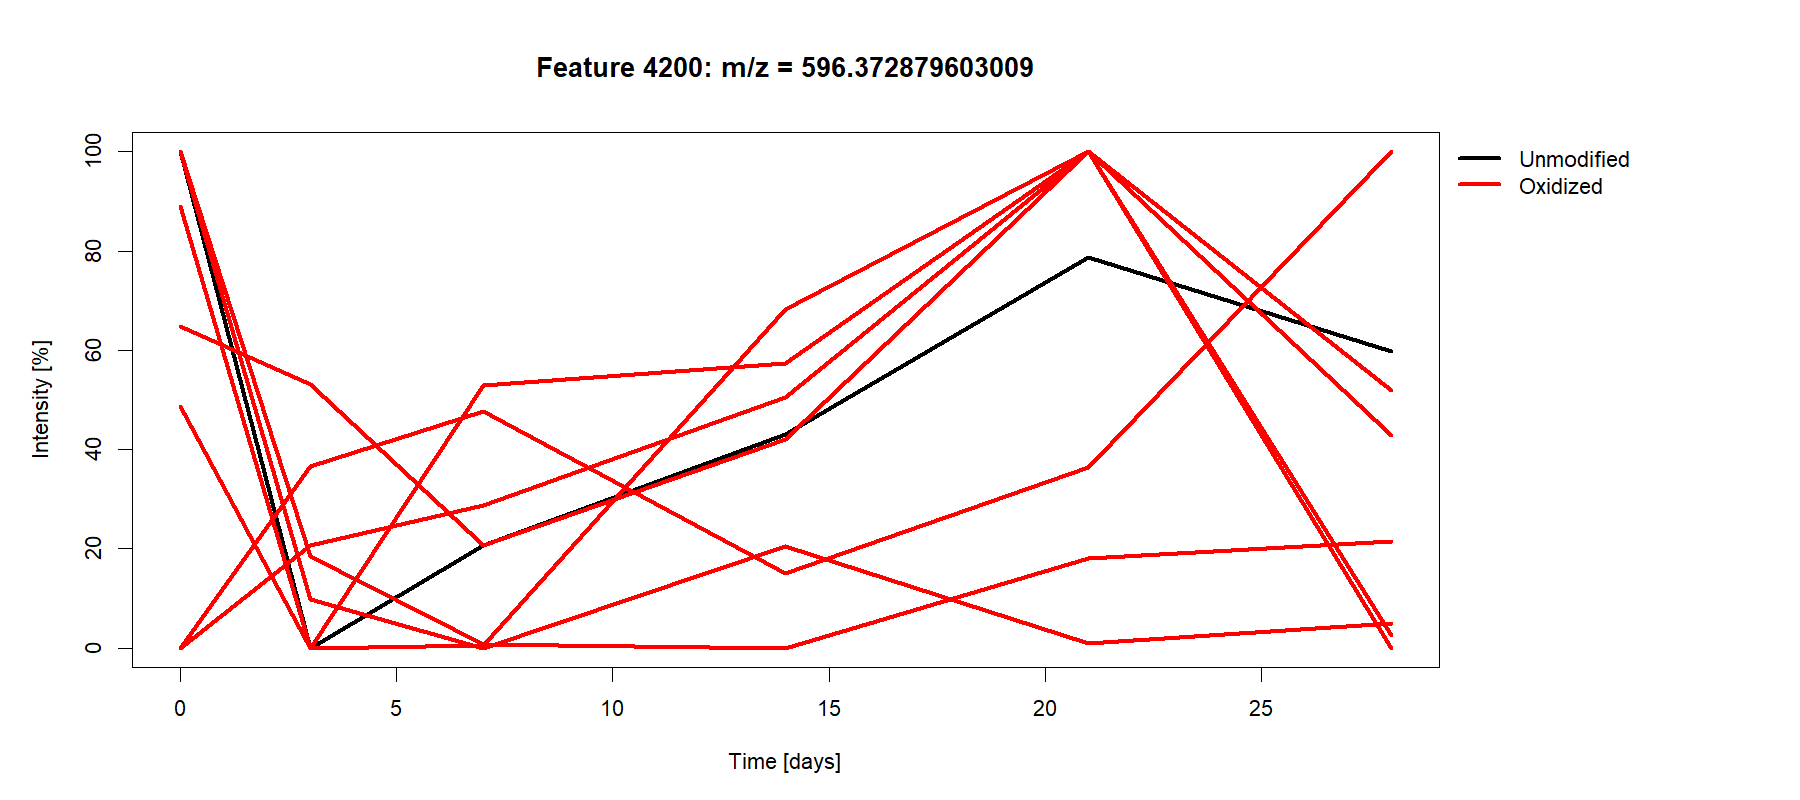 Feature 4200: m/z = 596.372879603009
Unmodified
Oxidized
Intensity [%]
100
80
60
40
20
0
0 5 10 15 20 25
Time [days]